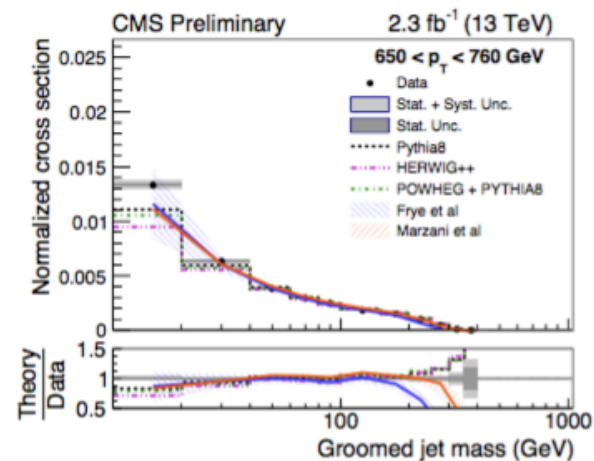 CMS Preliminary 2.3 fb⁻¹ (13 TeV)
650 < p_T < 760 GeV
Data
Stat. + Syst. Unc.
Stat. Unc.
Pythia8
HERWIG++
POWHEG + PYTHIA8
Frye et al
Marzani et al
Normalized cross section
0.025
0.02
0.015
0.01
0.005
0
Theory
Data
1.5
1
0.5
100
1000
Groomed jet mass (GeV)